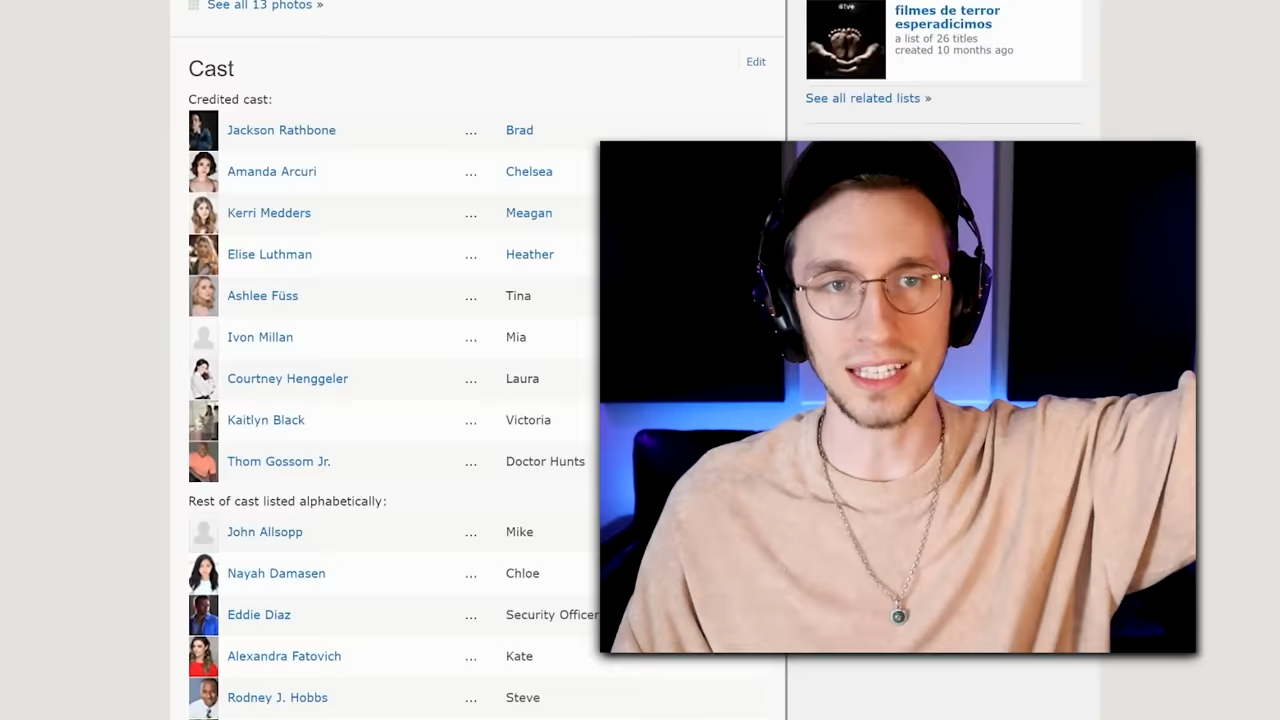 See all 13 photos »
Cast
Edit
Credited cast:
Jackson Rathbone ... Brad
Amanda Arcuri ... Chelsea
Kerri Medders ... Meagan
Elise Luthman ... Heather
Ashlee Füss ... Tina
Ivon Millan ... Mia
Courtney Henggeler ... Laura
Kaitlyn Black ... Victoria
Thom Gossom Jr. ... Doctor Hunts
Rest of cast listed alphabetically:
John Allsopp ... Mike
Nayah Damasen ... Chloe
Eddie Diaz ... Security Officer
Alexandra Fatovich ... Kate
Rodney J. Hobbs ... Steve
filmes de terror
esperadicimos
a list of 26 titles
created 10 months ago
See all related lists »